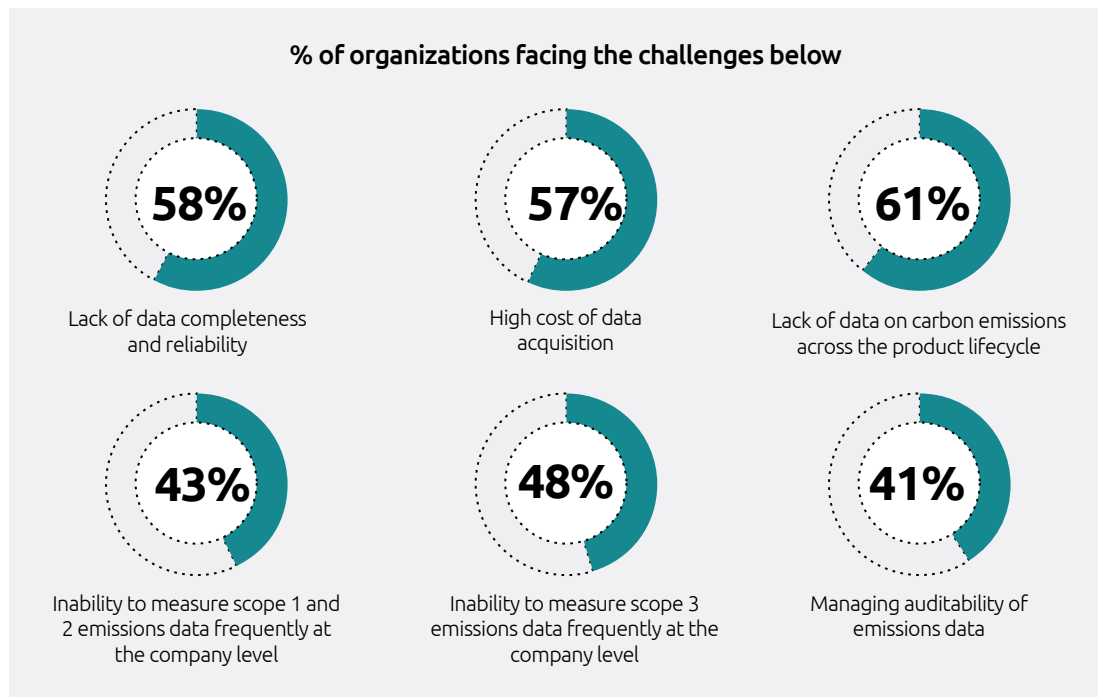 % of organizations facing the challenges below
58%
Lack of data completeness
and reliability
57%
High cost of data
acquisition
61%
Lack of data on carbon emissions
across the product lifecycle
43%
Inability to measure scope 1 and
2 emissions data frequently at
the company level
48%
Inability to measure scope 3
emissions data frequently at the
company level
41%
Managing auditability of
emissions data